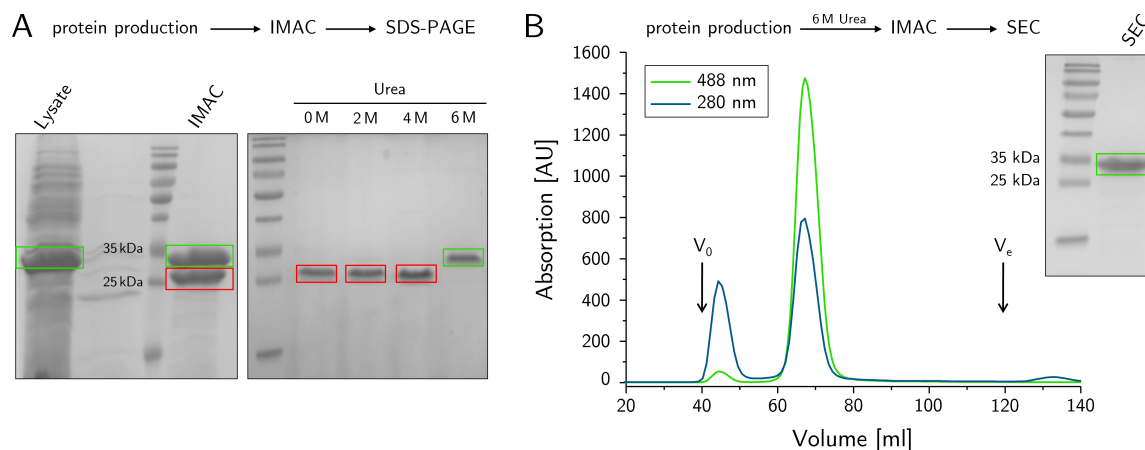 A
protein production IMAC SDS-PAGE
Lysate
IMAC
35 kDa
25 kDa
Urea
0 M 2 M 4 M 6 M
B
protein production 6 M Urea IMAC SEC
1600
1400
1200
1000
800
600
400
200
0
Absorption [AU]
488 nm
280 nm
V0
Ve
20 40 60 80 100 120 140
Volume [ml]
SEC
35 kDa
25 kDa